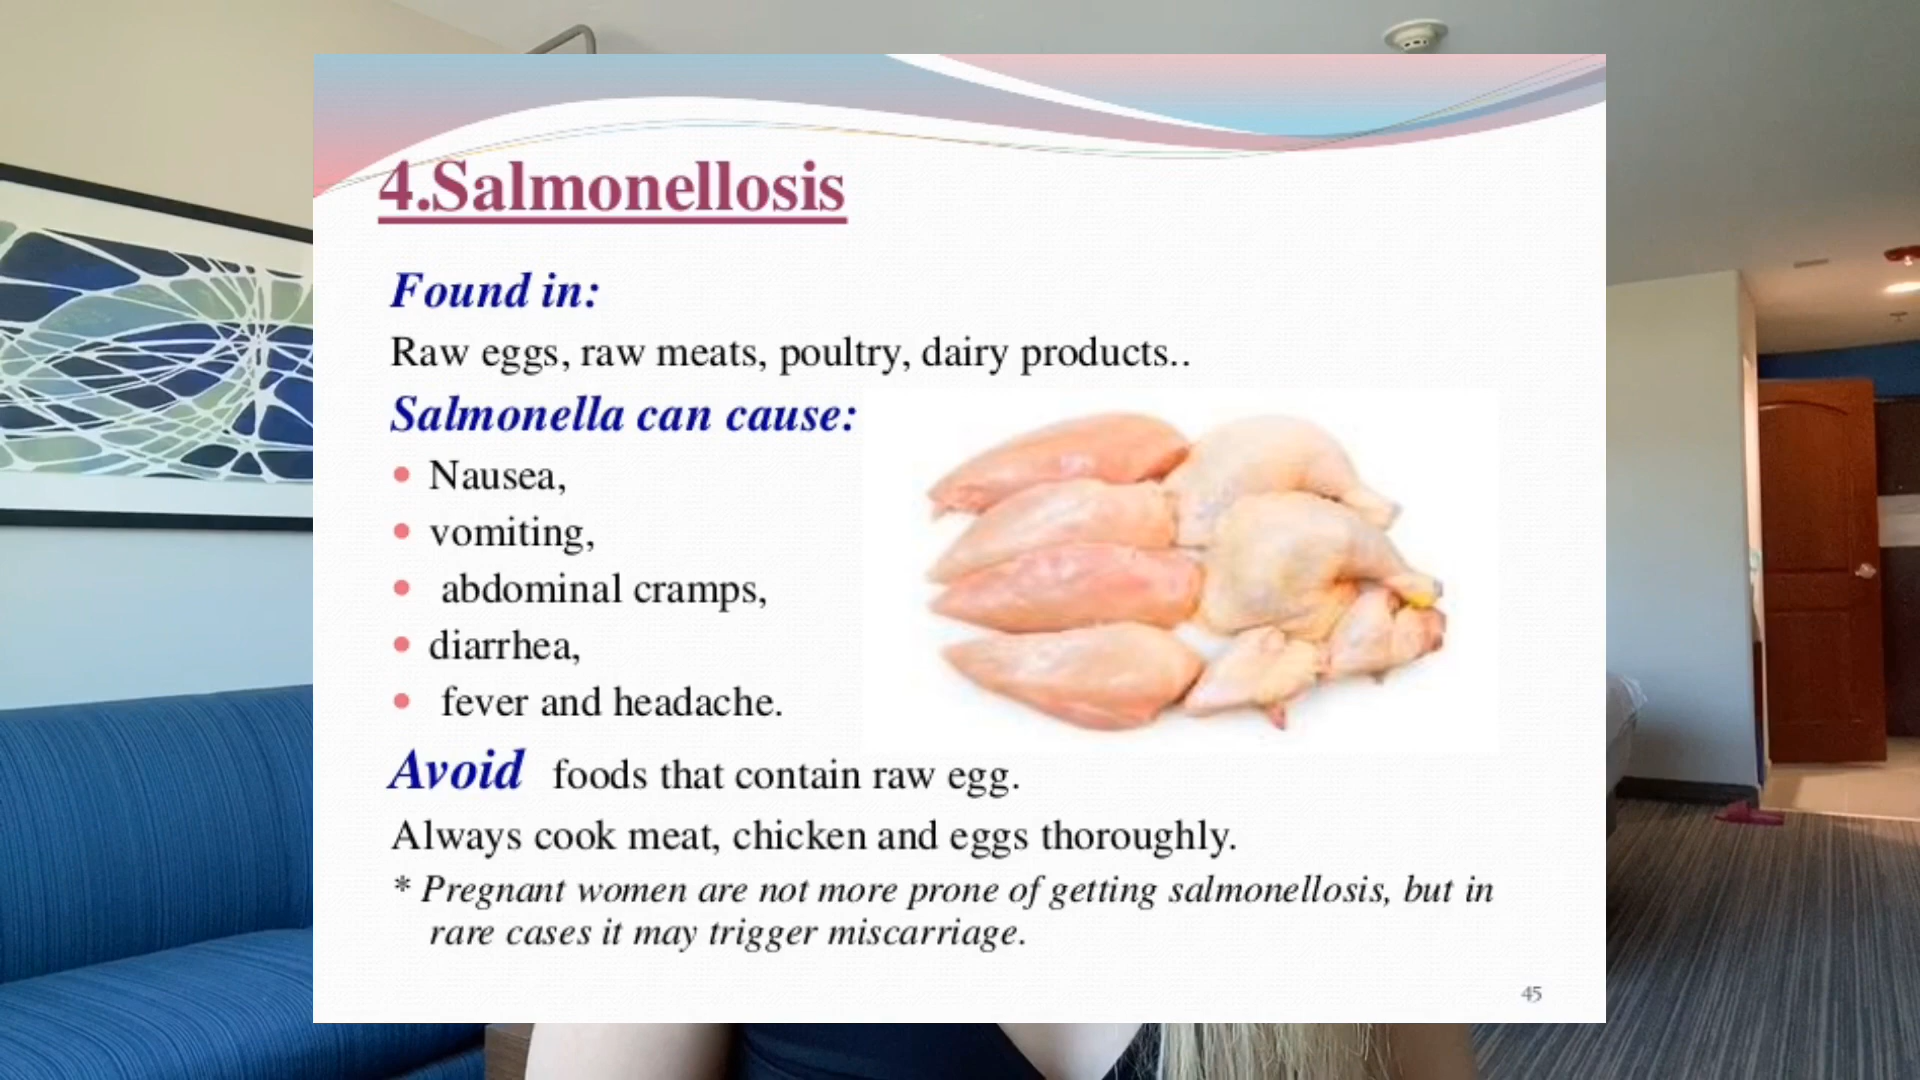 4.Salmonellosis
Found in:
Raw eggs, raw meats, poultry, dairy products..
Salmonella can cause:
• Nausea,
• vomiting,
• abdominal cramps,
• diarrhea,
• fever and headache.
Avoid foods that contain raw egg.
Always cook meat, chicken and eggs thoroughly.
* Pregnant women are not more prone of getting salmonellosis, but in
rare cases it may trigger miscarriage.
45